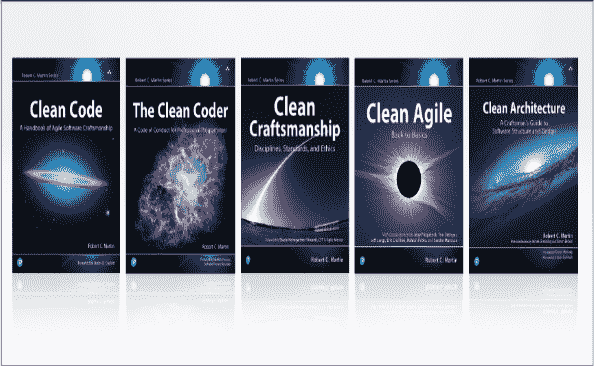 Robert C. Martin Series
Clean Code
A Handbook of Agile Software Craftsmanship
Robert C. Martin
Robert C. Martin Series
The Clean Coder
A Code of Conduct for Professional Programmers
Robert C. Martin
Robert C. Martin Series
Clean
Craftsmanship
Disciplines, Standards, and Ethics
Robert C. Martin
Robert C. Martin Series
Clean Agile
Back to Basics
Robert C. Martin
Robert C. Martin Series
Clean Architecture
A Craftsman's Guide to
Software Structure and Design
Robert C. Martin